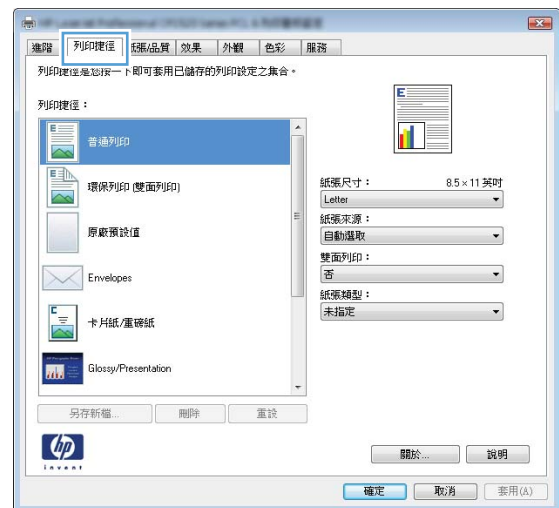 進階 列印捷徑 紙張/品質 效果 外觀 色彩 服務
列印捷徑是您按一下即可套用已儲存的列印設定之集合。
列印捷徑：
普通列印
環保列印 (雙面列印)
原廠預設值
Envelopes
卡片紙/重磅紙
Glossy/Presentation
另存新檔... 刪除 重設
E
紙張尺寸： 8.5 × 11 英吋
Letter
紙張來源：
自動選取
雙面列印：
否
紙張類型：
未指定
hp
invent
關於... 說明
確定 取消 套用(A)